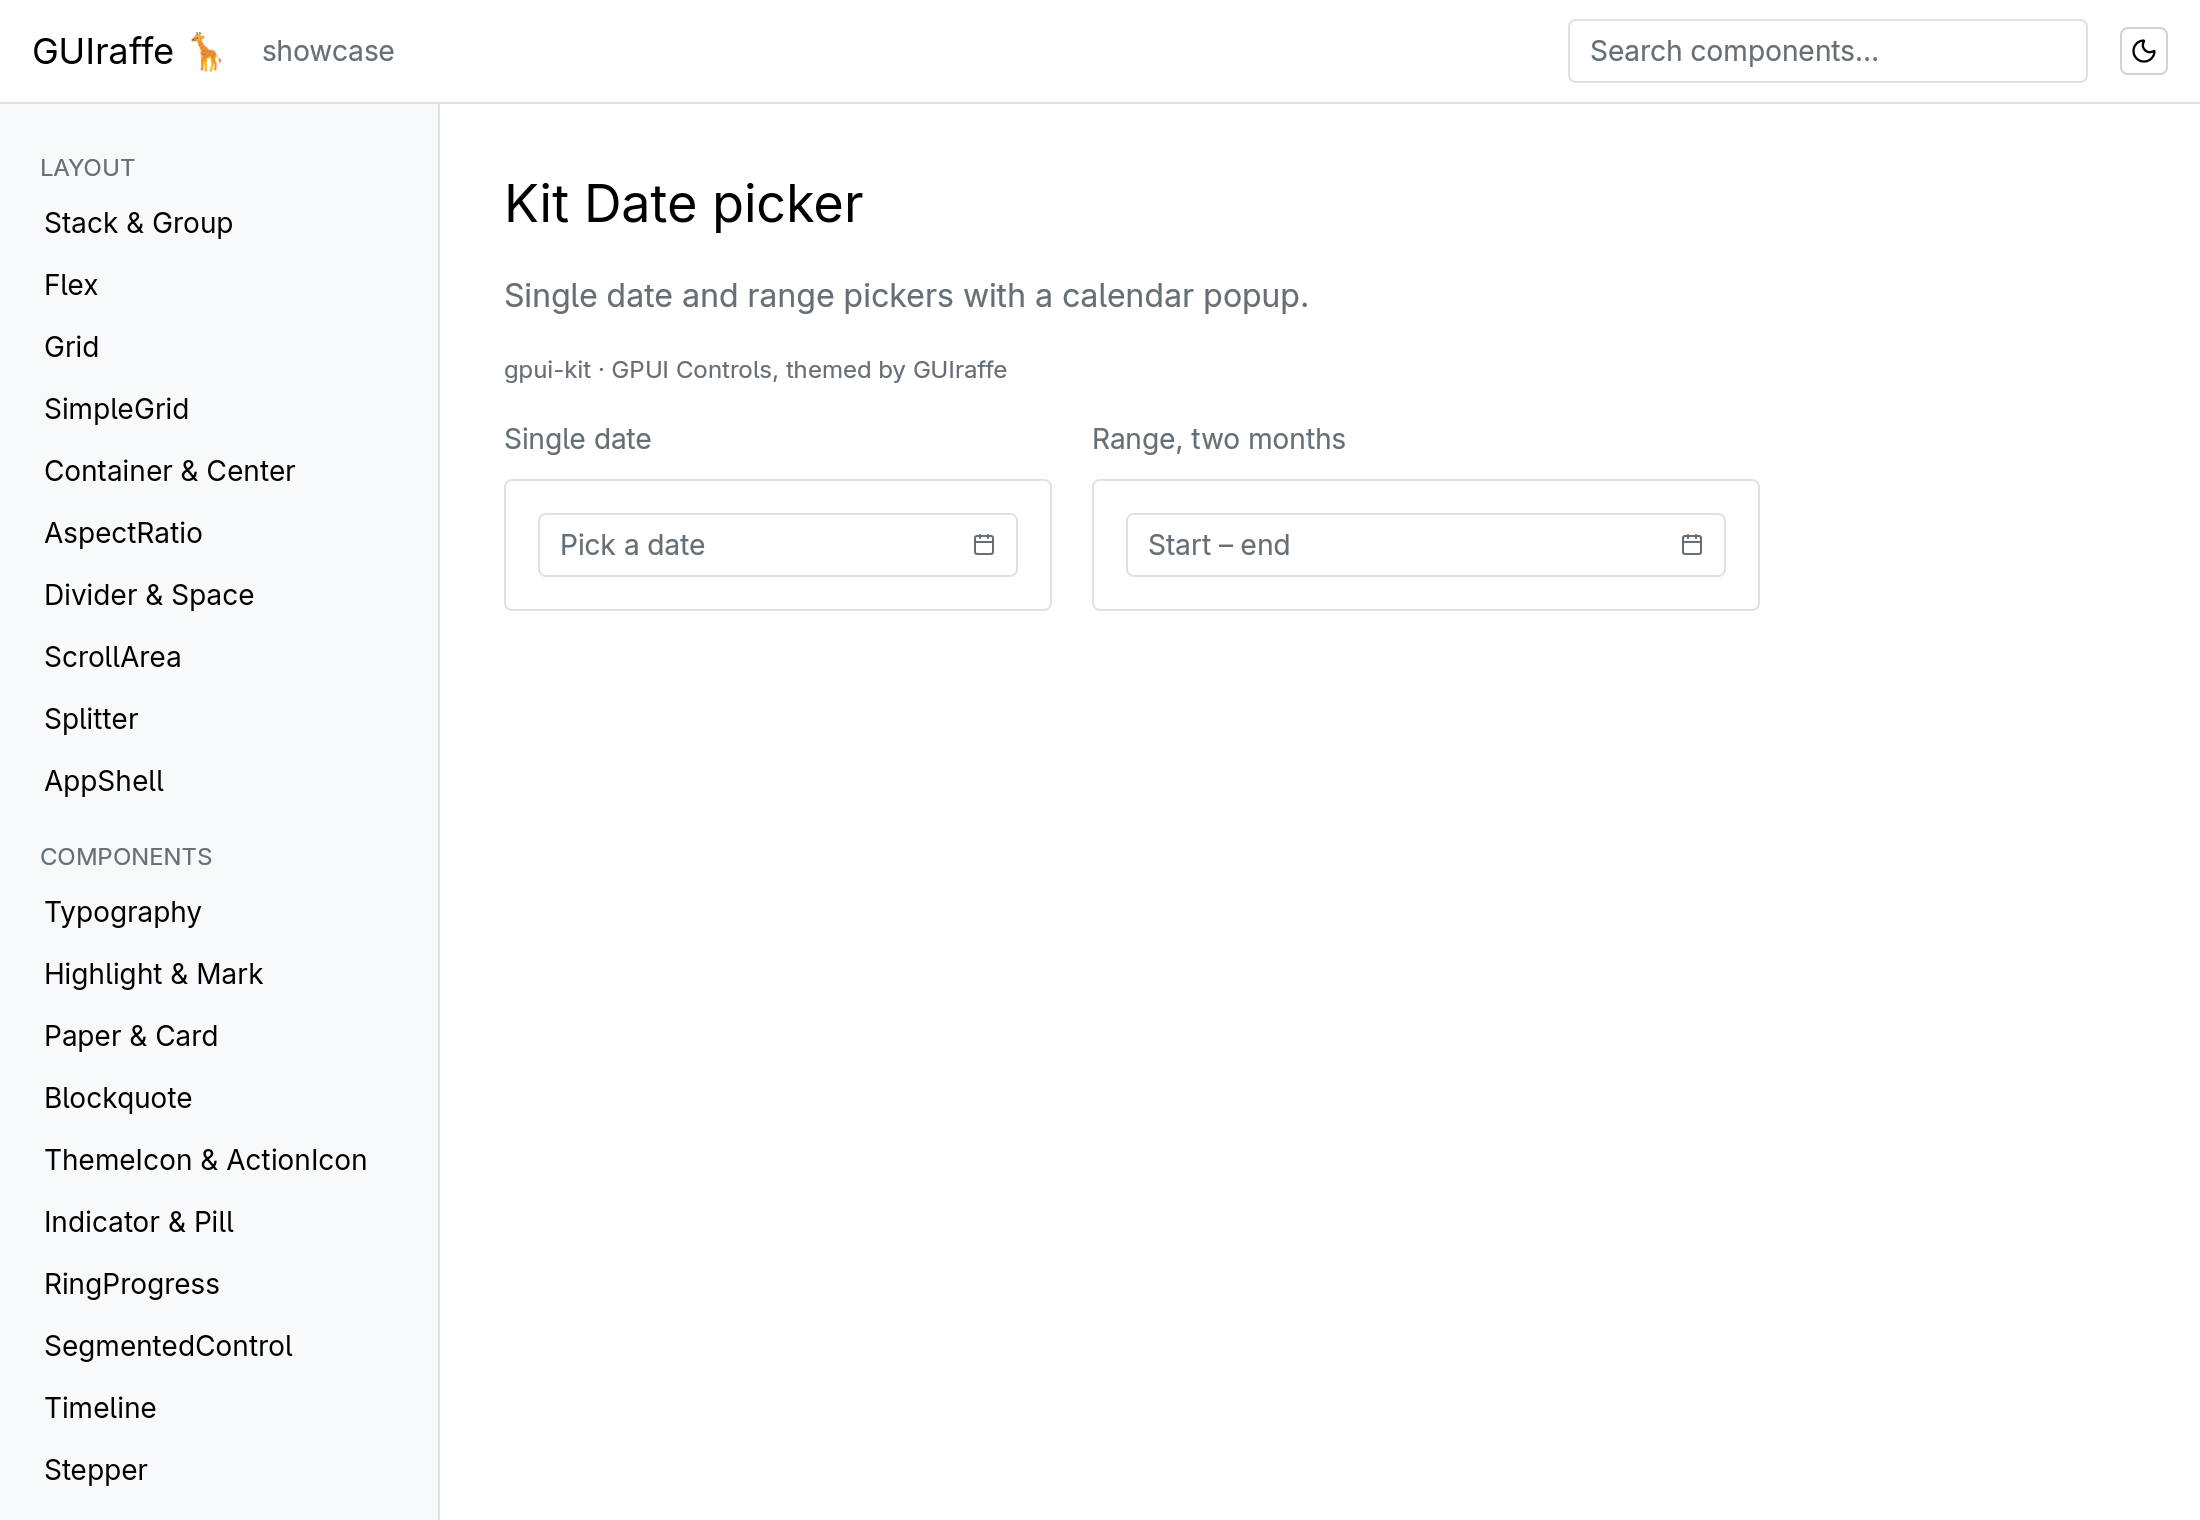 GUIraffe 🦒 showcase
Search components...
LAYOUT
Stack & Group
Flex
Grid
SimpleGrid
Container & Center
AspectRatio
Divider & Space
ScrollArea
Splitter
AppShell
COMPONENTS
Typography
Highlight & Mark
Paper & Card
Blockquote
ThemeIcon & ActionIcon
Indicator & Pill
RingProgress
SegmentedControl
Timeline
Stepper
Kit Date picker
Single date and range pickers with a calendar popup.
gpui-kit · GPUI Controls, themed by GUIraffe
Single date
Pick a date
Range, two months
Start – end